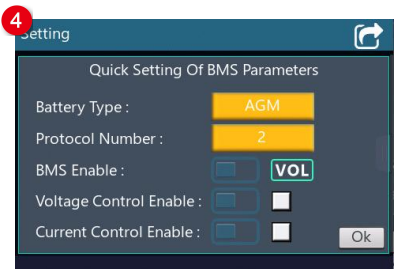 4
Setting
Quick Setting Of BMS Parameters
Battery Type : AGM
Protocol Number : 2
BMS Enable : VOL
Voltage Control Enable :
Current Control Enable :
Ok